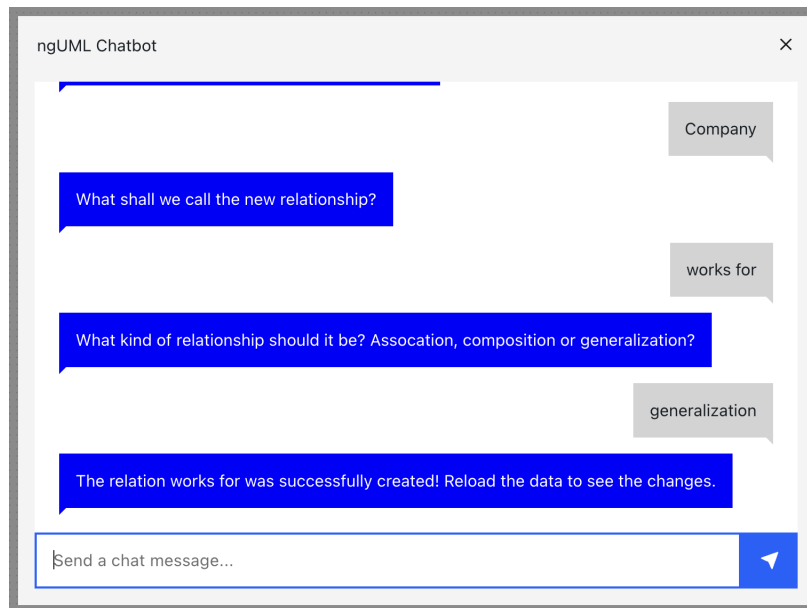 ngUML Chatbot
Company
What shall we call the new relationship?
works for
What kind of relationship should it be? Assocation, composition or generalization?
generalization
The relation works for was successfully created! Reload the data to see the changes.
Send a chat message...